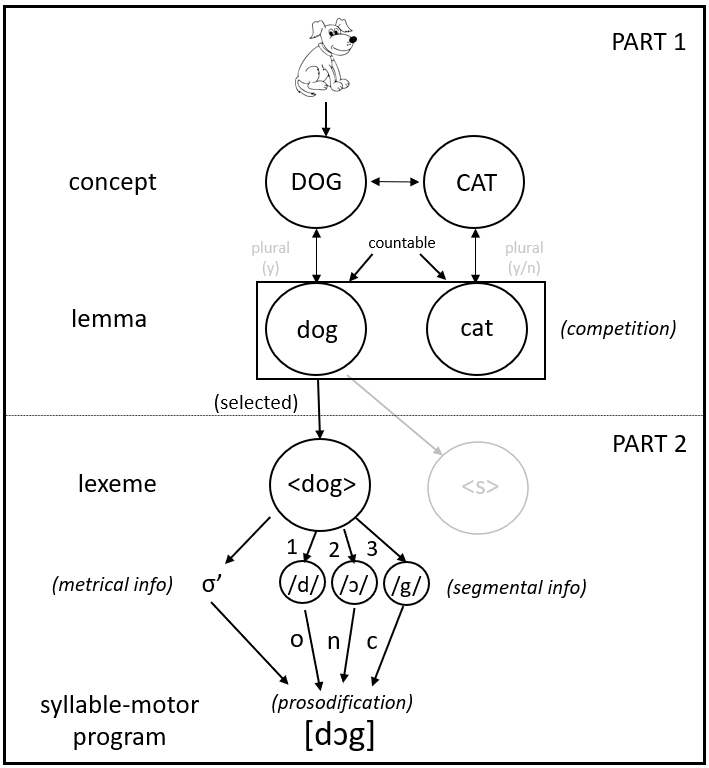 PART 1
concept
DOG
CAT
plural
(y)
countable
plural
(y/n)
lemma
dog
cat
(competition)
(selected)
PART 2
lexeme
<dog>
<s>
1
2
3
(metrical info)
σ’
/d/
/ɔ/
/g/
(segmental info)
o
n
c
syllable-motor
program
(prosodification)
[dɔg]